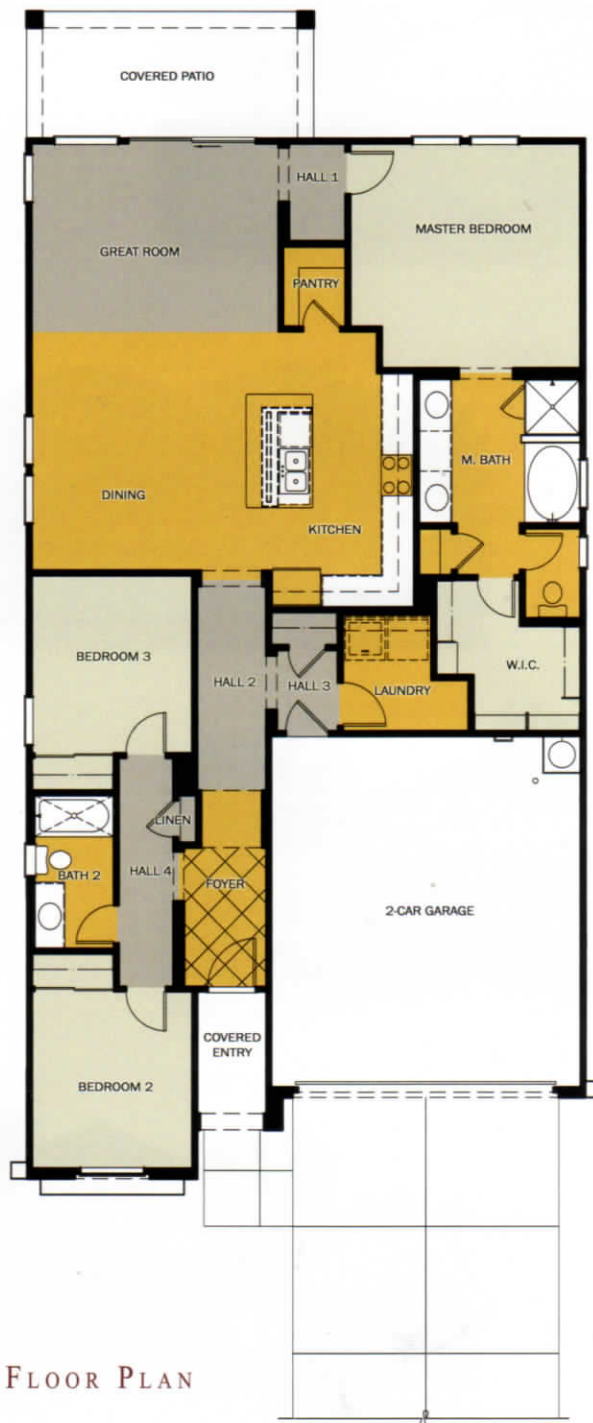 COVERED PATIO
HALL 1
MASTER BEDROOM
GREAT ROOM
PANTRY
M. BATH
DINING
KITCHEN
BEDROOM 3
HALL 2
HALL 3
LAUNDRY
W.I.C.
LINEN
HALL 4
BATH 2
FOYER
2-CAR GARAGE
COVERED
ENTRY
BEDROOM 2
FLOOR PLAN